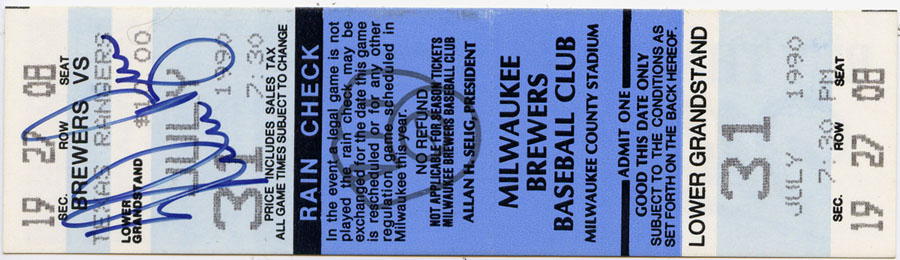 19 27 08
SEC. ROW SEAT
BREWERS VS
TEXAS RANGERS
LOWER
GRANDSTAND
JULY
31 1990
7:30
PRICE INCLUDES SALES TAX
ALL GAME TIMES SUBJECT TO CHANGE
RAIN CHECK
In the event a legal game is not
played the rain check may be
exchanged for the date this game
is rescheduled or for any other
regulation game scheduled in
Milwaukee this year.
NO REFUND
NOT APPLICABLE FOR SEASON TICKETS
MILWAUKEE BREWERS BASEBALL CLUB
ALLAN H. SELIG, PRESIDENT
MILWAUKEE
BREWERS
BASEBALL CLUB
MILWAUKEE COUNTY STADIUM
ADMIT ONE
GOOD THIS DATE ONLY
SUBJECT TO THE CONDITIONS AS
SET FORTH ON THE BACK HEREOF.
LOWER GRANDSTAND
31
JULY 1990
7:30 PM
SEC. ROW SEAT
19 27 08